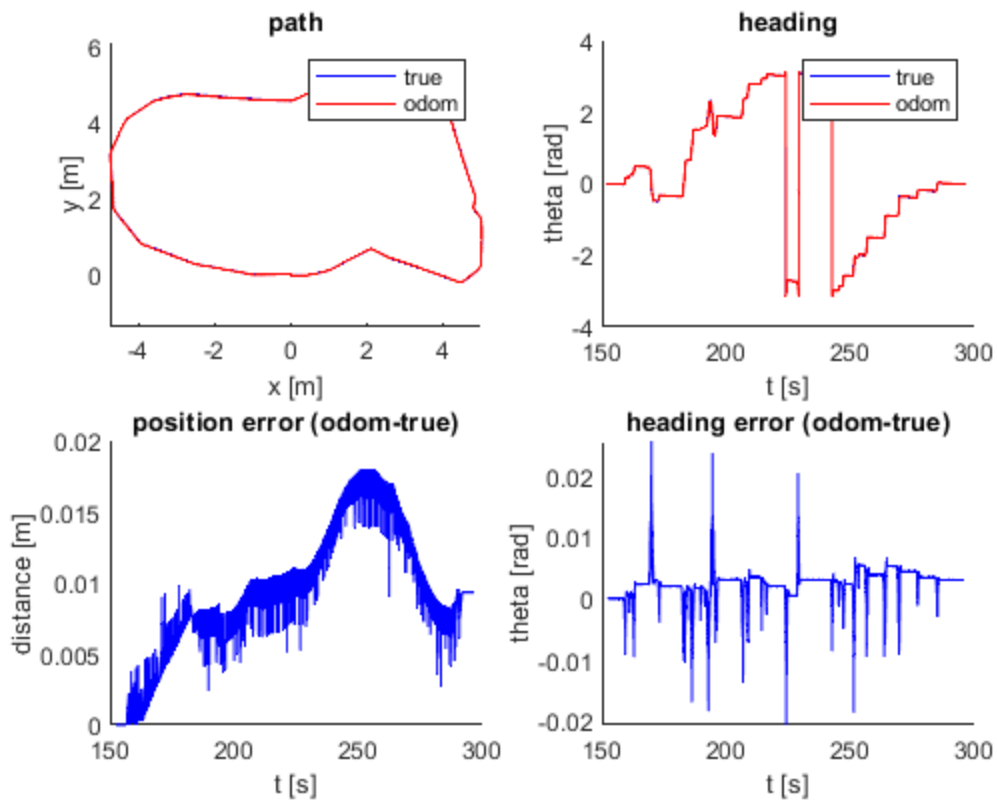 path
6
4
2
0
y [m]
-4
-2
0
2
4
x [m]
true
odom
heading
4
2
0
-2
-4
theta [rad]
150
200
250
300
t [s]
true
odom
position error (odom-true)
0.02
0.015
0.01
0.005
0
distance [m]
150
200
250
300
t [s]
heading error (odom-true)
0.02
0.01
0
-0.01
-0.02
theta [rad]
150
200
250
300
t [s]